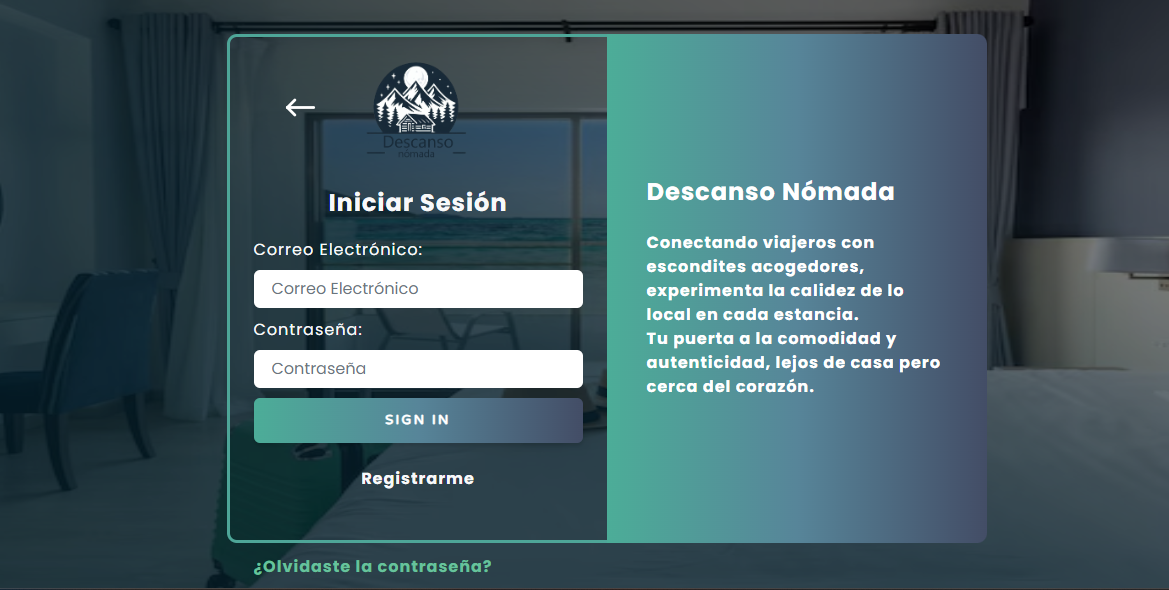 Descanso
nómada
Iniciar Sesión
Correo Electrónico:
Correo Electrónico
Contraseña:
Contraseña
SIGN IN
Registrarme
¿Olvidaste la contraseña?
Descanso Nómada
Conectando viajeros con
escondites acogedores,
experimenta la calidez de lo
local en cada estancia.
Tu puerta a la comodidad y
autenticidad, lejos de casa pero
cerca del corazón.